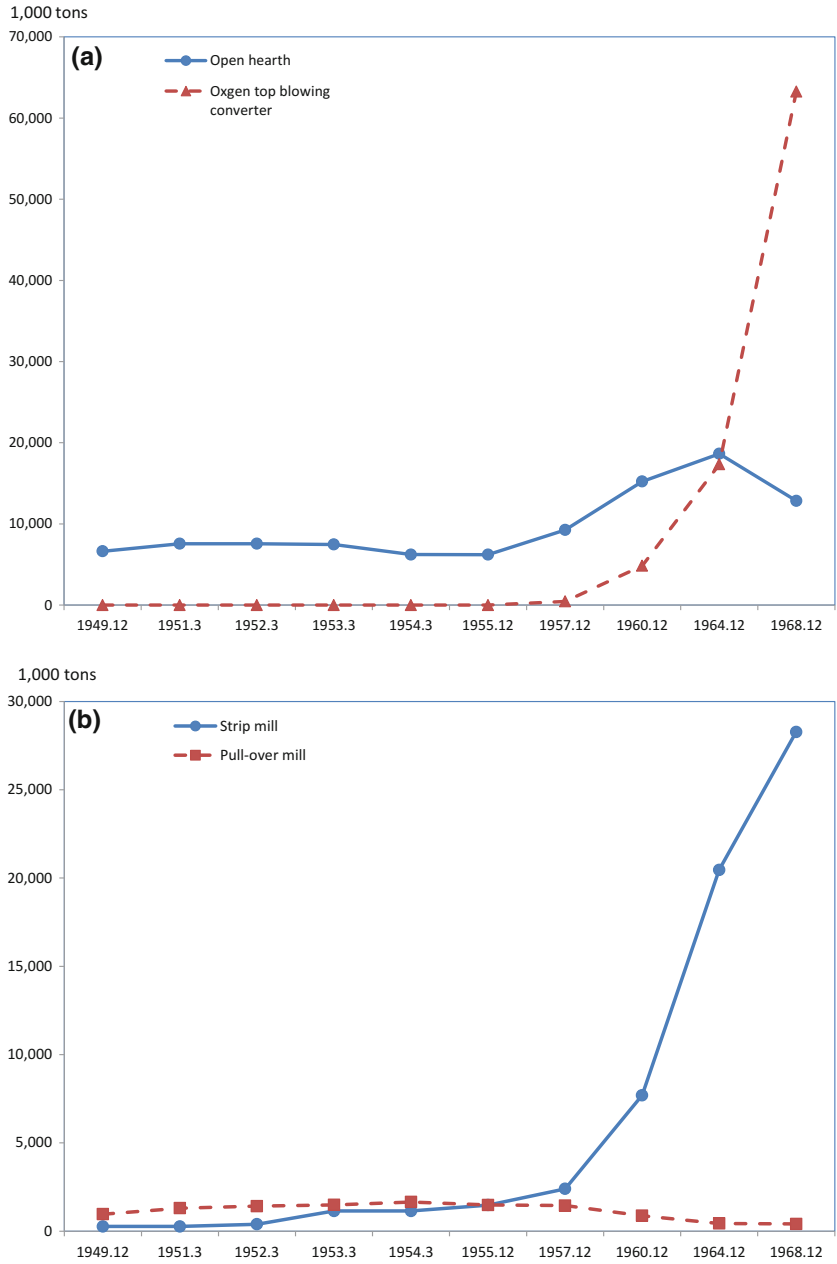 1,000 tons
70,000
(a)
Open hearth
Oxgen top blowing
converter
60,000
50,000
40,000
30,000
20,000
10,000
0
1949.12 1951.3 1952.3 1953.3 1954.3 1955.12 1957.12 1960.12 1964.12 1968.12
1,000 tons
30,000
(b)
Strip mill
Pull-over mill
25,000
20,000
15,000
10,000
5,000
0
1949.12 1951.3 1952.3 1953.3 1954.3 1955.12 1957.12 1960.12 1964.12 1968.12